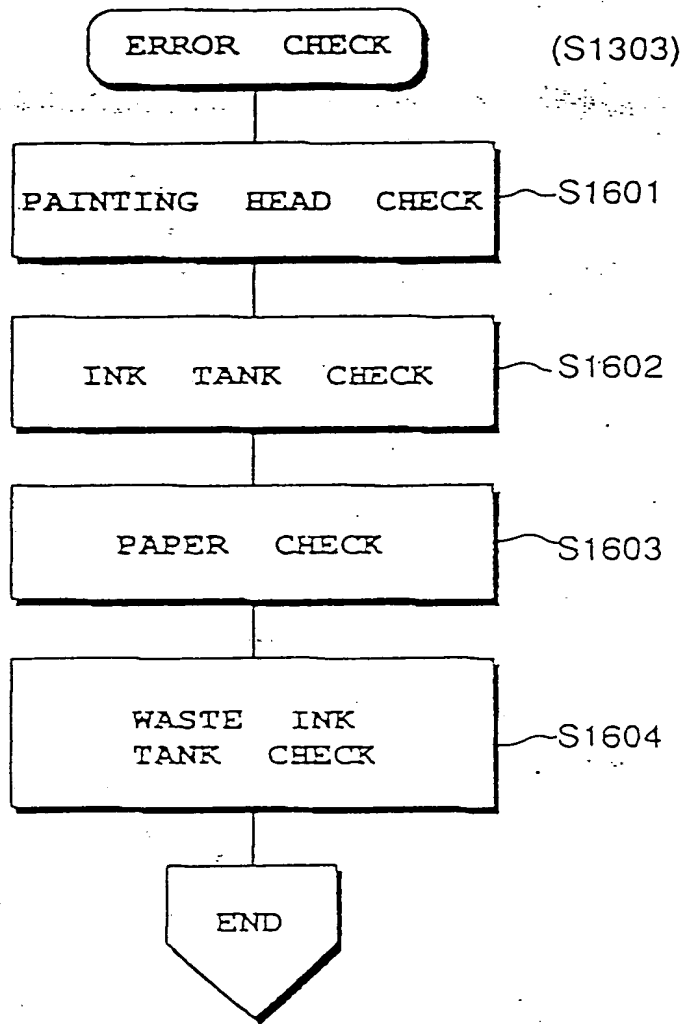 ERROR CHECK (S1303)
PAINTING HEAD CHECK S1601
INK TANK CHECK S1602
PAPER CHECK S1603
WASTE INK
TANK CHECK S1604
END